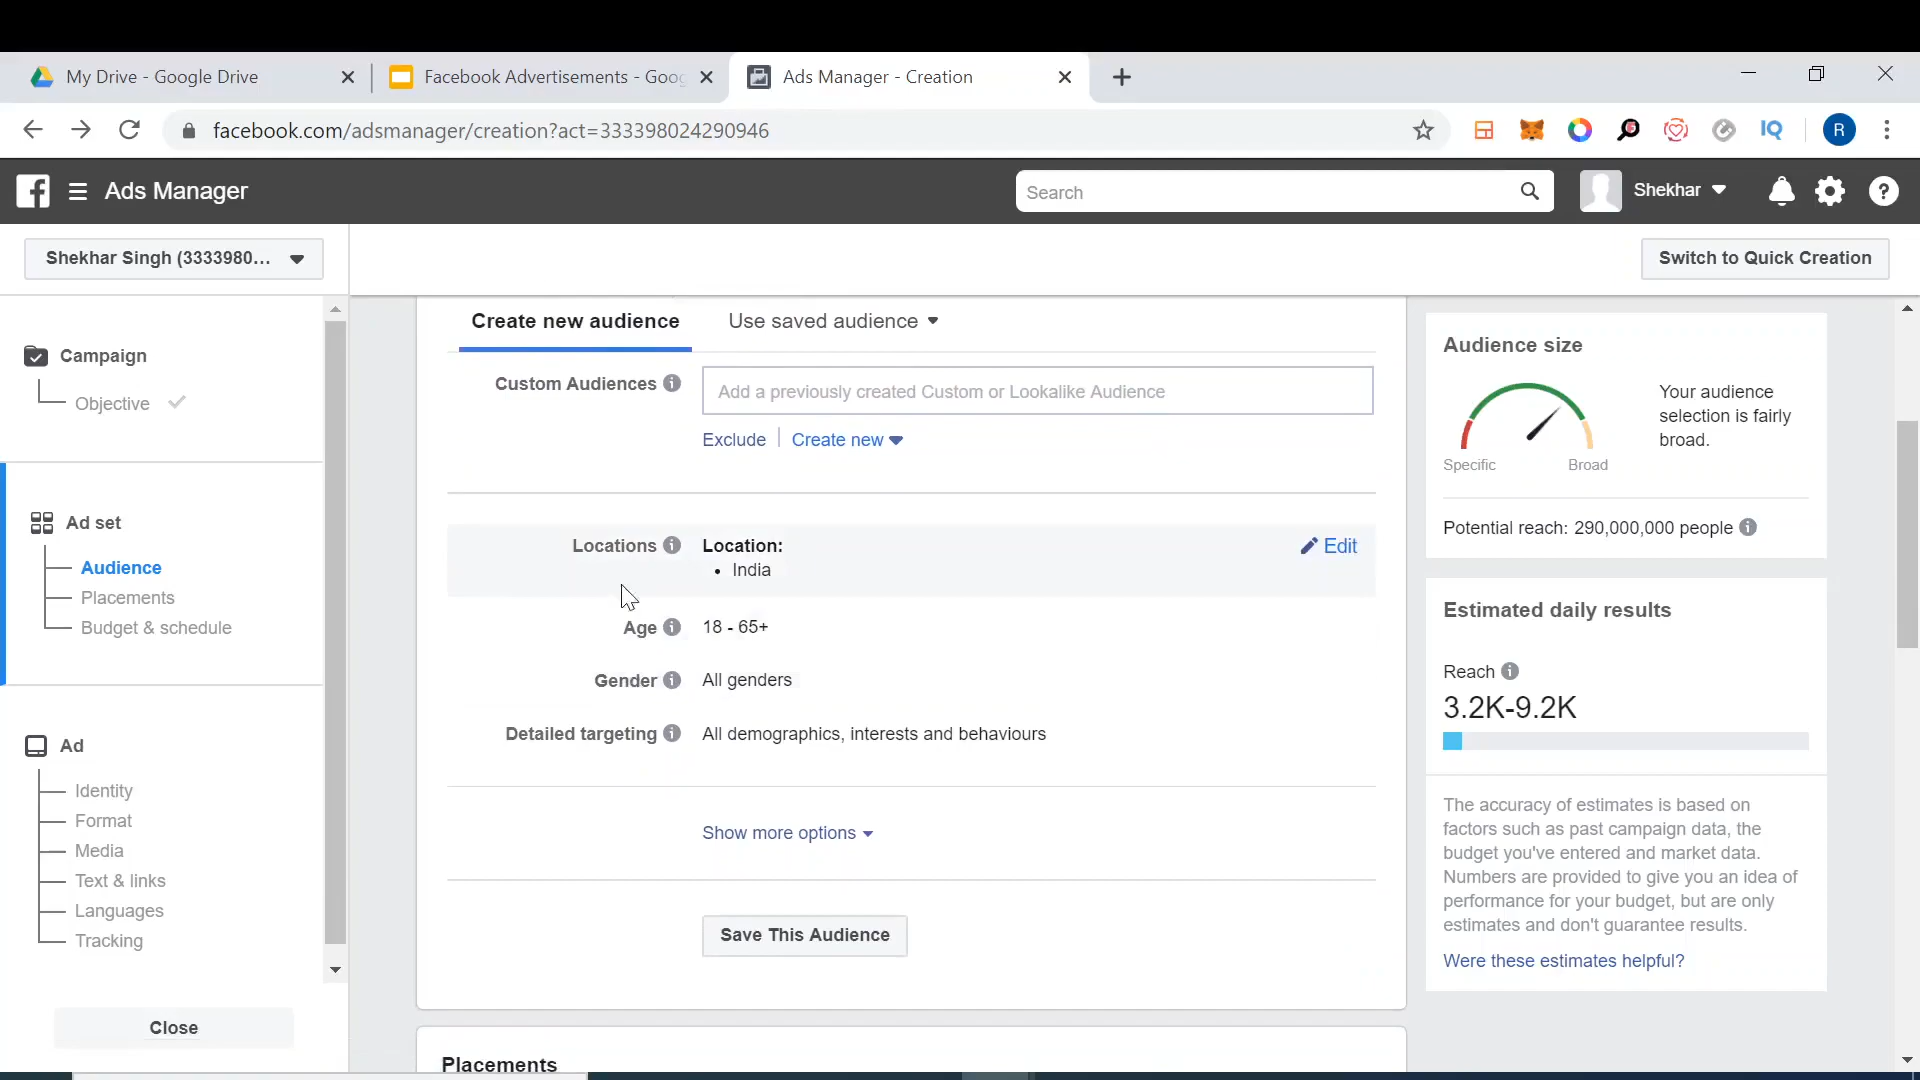 My Drive - Google Drive
Facebook Advertisements - Goog
Ads Manager - Creation
facebook.com/adsmanager/creation?act=333398024290946
IQ
R
Ads Manager
Search
Shekhar
Shekhar Singh (3333980...
Switch to Quick Creation
Campaign
Objective
Ad set
Audience
Placements
Budget & schedule
Ad
Identity
Format
Media
Text & links
Languages
Tracking
Close
Create new audience
Use saved audience
Custom Audiences
Add a previously created Custom or Lookalike Audience
Exclude
Create new
Locations
Location:
• India
Edit
Age
18 - 65+
Gender
All genders
Detailed targeting
All demographics, interests and behaviours
Show more options
Save This Audience
Placements
Audience size
Specific
Broad
Your audience
selection is fairly
broad.
Potential reach: 290,000,000 people
Estimated daily results
Reach
3.2K-9.2K
The accuracy of estimates is based on
factors such as past campaign data, the
budget you've entered and market data.
Numbers are provided to give you an idea of
performance for your budget, but are only
estimates and don't guarantee results.
Were these estimates helpful?